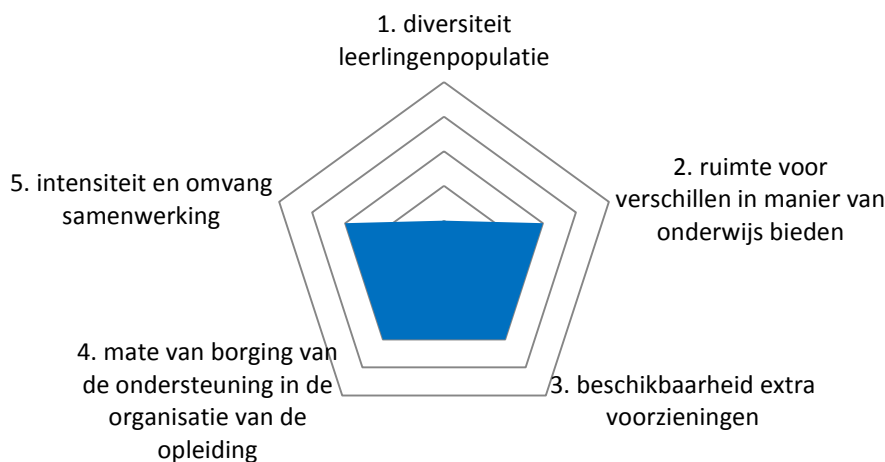 1. diversiteit
leerlingenpopulatie
2. ruimte voor
verschillen in manier van
onderwijs bieden
3. beschikbaarheid extra
voorzieningen
4. mate van borging van
de ondersteuning in de
organisatie van de
opleiding
5. intensiteit en omvang
samenwerking